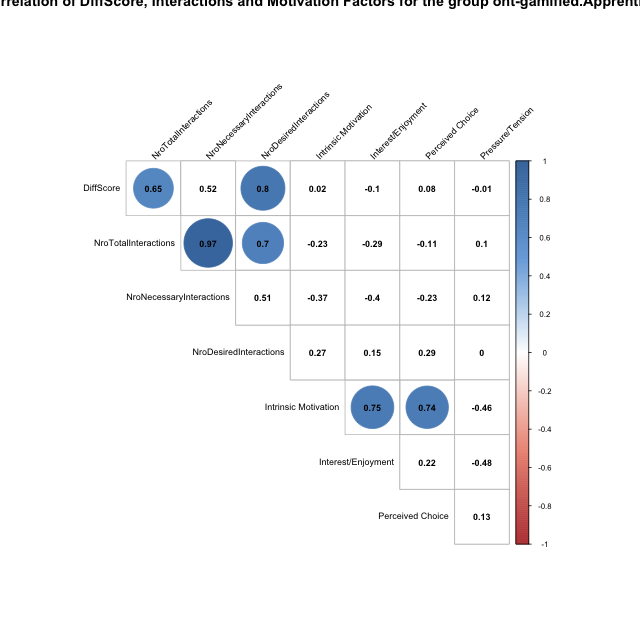 of DiffScore, Interactions and Motivation Factors for the group ont-gamified.Apprenti
NroTotalInteractions
NroNecessaryInteractions
NroDesiredInteractions
Intrinsic Motivation
Interest/Enjoyment
Perceived Choice
Pressure/Tension
DiffScore 0.65 0.52 0.8 0.02 -0.1 0.08 -0.01
NroTotalInteractions 0.97 0.7 -0.23 -0.29 -0.11 0.1
NroNecessaryInteractions 0.51 -0.37 -0.4 -0.23 0.12
NroDesiredInteractions 0.27 0.15 0.29 0
Intrinsic Motivation 0.75 0.74 -0.46
Interest/Enjoyment 0.22 -0.48
Perceived Choice 0.13
1
0.8
0.6
0.4
0.2
0
-0.2
-0.4
-0.6
-0.8
-1